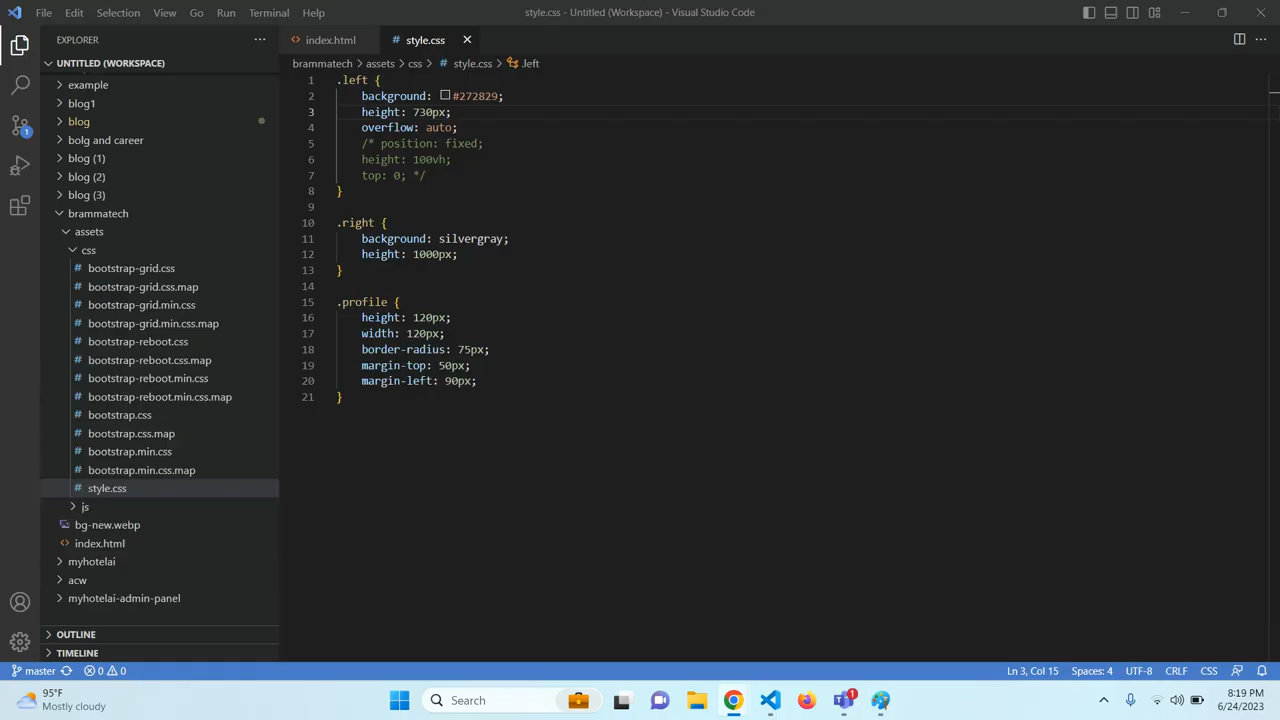 File Edit Selection View Go Run Terminal Help
style.css - Untitled (Workspace) - Visual Studio Code
EXPLORER
index.html
style.css
UNTITLED (WORKSPACE)
brammatech > assets > css > style.css > .left
example
blog1
blog
bolg and career
blog (1)
blog (2)
blog (3)
brammatech
assets
css
bootstrap-grid.css
bootstrap-grid.css.map
bootstrap-grid.min.css
bootstrap-grid.min.css.map
bootstrap-reboot.css
bootstrap-reboot.css.map
bootstrap-reboot.min.css
bootstrap-reboot.min.css.map
bootstrap.css
bootstrap.css.map
bootstrap.min.css
bootstrap.min.css.map
style.css
js
bg-new.webp
index.html
myhotelai
acw
myhotelai-admin-panel
OUTLINE
TIMELINE
1 .left {
2 background: #272829;
3 height: 730px;
4 overflow: auto;
5 /* position: fixed;
6 height: 100vh;
7 top: 0; */
8 }
9
10 .right {
11 background: silvergray;
12 height: 1000px;
13 }
14
15 .profile {
16 height: 120px;
17 width: 120px;
18 border-radius: 75px;
19 margin-top: 50px;
20 margin-left: 90px;
21 }
1
master 0 0
Ln 3, Col 15 Spaces: 4 UTF-8 CRLF CSS
95°F
Mostly cloudy
Search
1
8:19 PM
6/24/2023